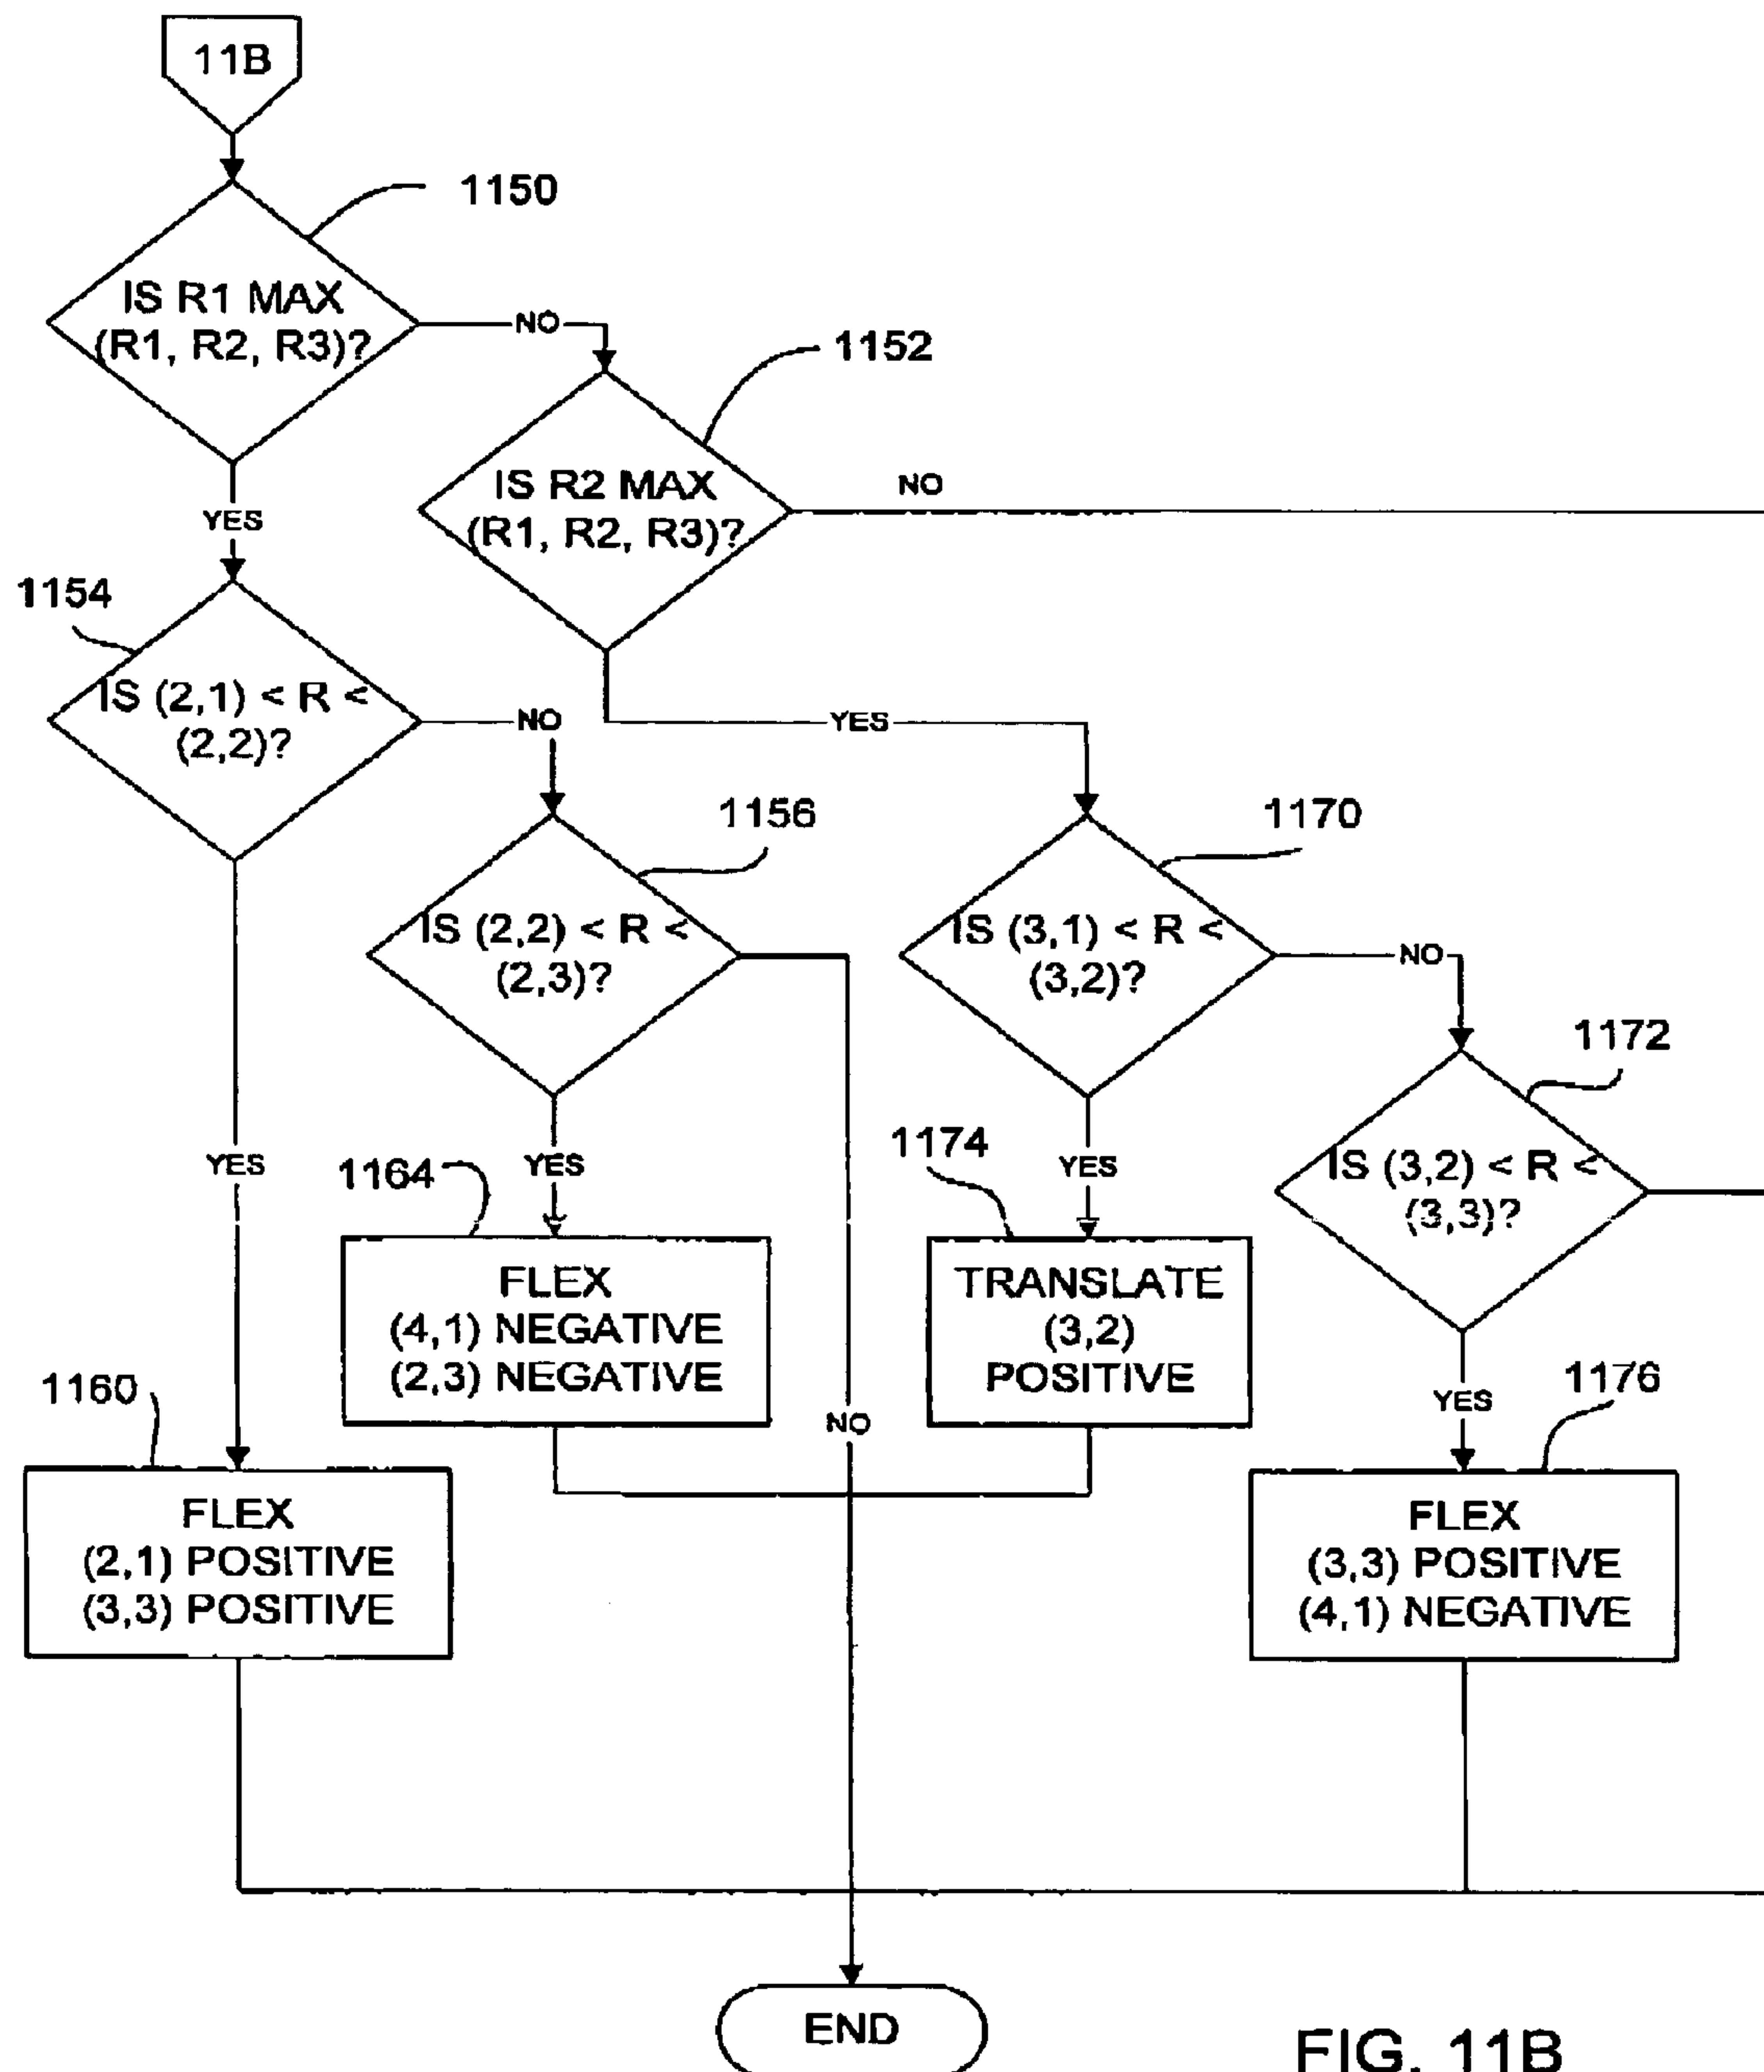 11B
1150
IS R1 MAX
(R1, R2, R3)?
NO
1152
IS R2 MAX
(R1, R2, R3)?
NO
YES
1154
IS (2,1) < R <
(2,2)?
NO
YES
1156
IS (2,2) < R <
(2,3)?
1170
IS (3,1) < R <
(3,2)?
NO
1172
IS (3,2) < R <
(3,3)?
YES
YES
YES
1164
FLEX
(4,1) NEGATIVE
(2,3) NEGATIVE
1174
TRANSLATE
(3,2)
POSITIVE
NO
YES
1160
FLEX
(2,1) POSITIVE
(3,3) POSITIVE
1176
FLEX
(3,3) POSITIVE
(4,1) NEGATIVE
END
FIG. 11B